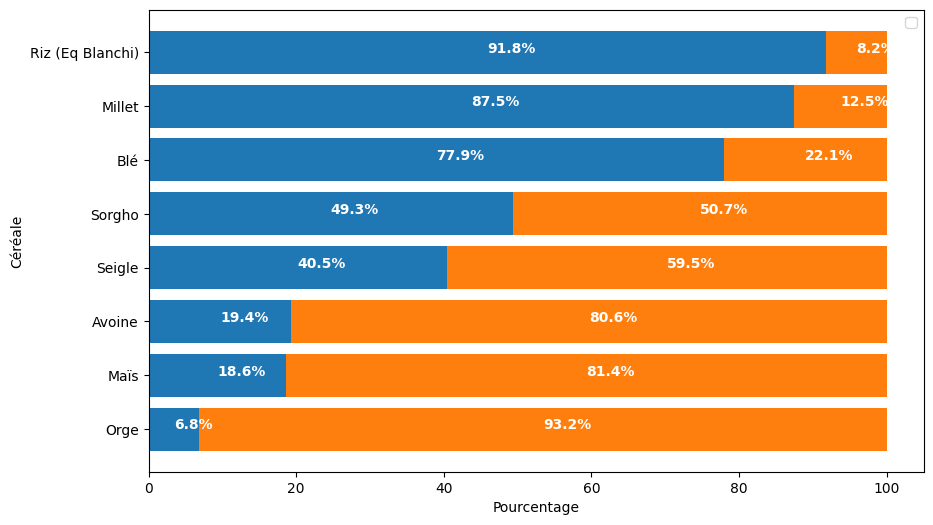 Riz (Eq Blanchi) 91.8% 8.2%
Millet 87.5% 12.5%
Blé 77.9% 22.1%
Sorgho 49.3% 50.7%
Seigle 40.5% 59.5%
Avoine 19.4% 80.6%
Maïs 18.6% 81.4%
Orge 6.8% 93.2%
Céréale
0 20 40 60 80 100
Pourcentage